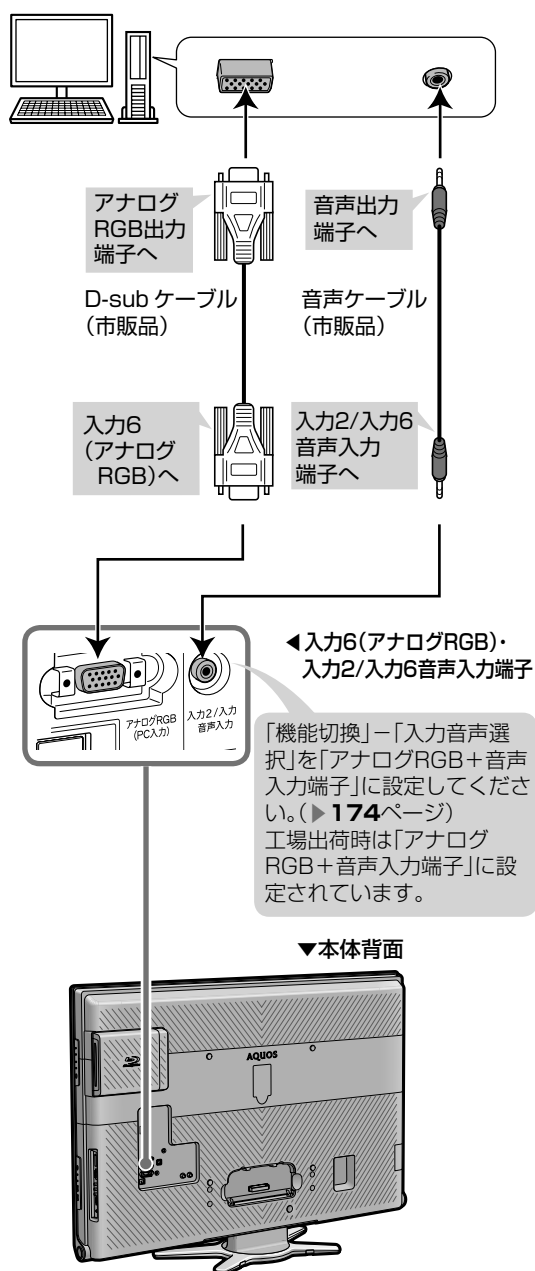 アナログ
RGB出力
端子へ
音声出力
端子へ
D-sub ケーブル
（市販品）
音声ケーブル
（市販品）
入力6
（アナログ
RGB）へ
入力2/入力6
音声入力
端子へ
◀入力6（アナログRGB）・
入力2/入力6音声入力端子
アナログRGB
(PC入力)
入力2/入力
音声入力
「機能切換」－「入力音声選
択」を「アナログRGB＋音声
入力端子」に設定してくださ
い。（▶174ページ）
工場出荷時は「アナログ
RGB＋音声入力端子」に設
定されています。
▼本体背面
AQUOS